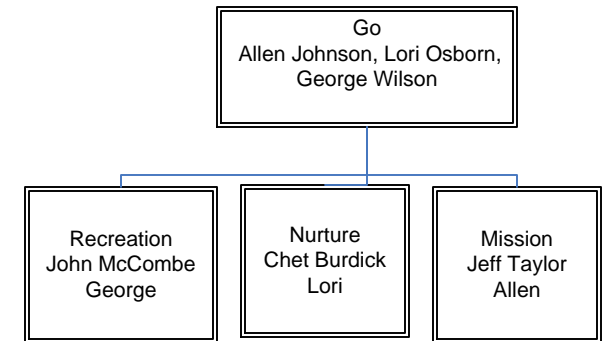 Go
Allen Johnson, Lori Osborn,
George Wilson
Recreation
John McCombe
George
Nurture
Chet Burdick
Lori
Mission
Jeff Taylor
Allen